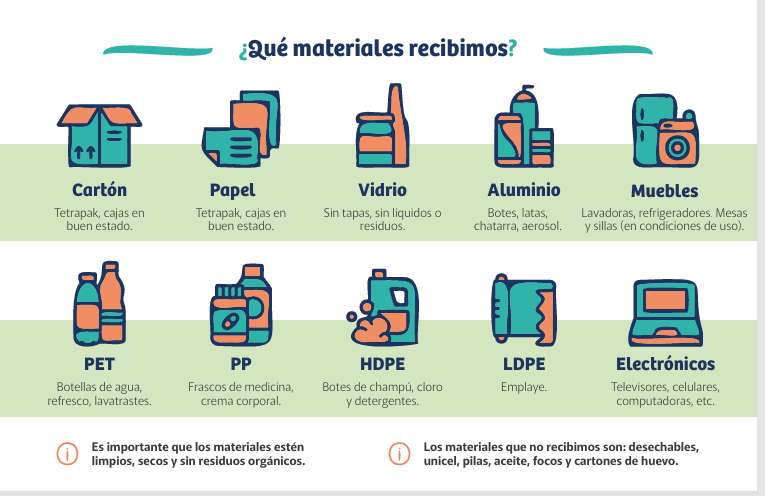 ¿Qué materiales recibimos?
Cartón
Tetrapak, cajas en
buen estado.
Papel
Tetrapak, cajas en
buen estado.
Vidrio
Sin tapas, sin liquidos o
residuos.
Aluminio
Botes, latas,
chatarra, aerosol.
Muebles
Lavadoras, refrigeradores. Mesas
y sillas (en condiciones de uso).
PET
Botellas de agua,
refresco, lavatrastes.
PP
Frascos de medicina,
crema corporal.
HDPE
Botes de champú, cloro
y detergentes.
LDPE
Emplaye.
Electrónicos
Televisores, celulares,
computadoras, etc.
Es importante que los materiales estén
limpios, secos y sin residuos orgánicos.
Los materiales que no recibimos son: desechables,
unicel, pilas, aceite, focos y cartones de huevo.